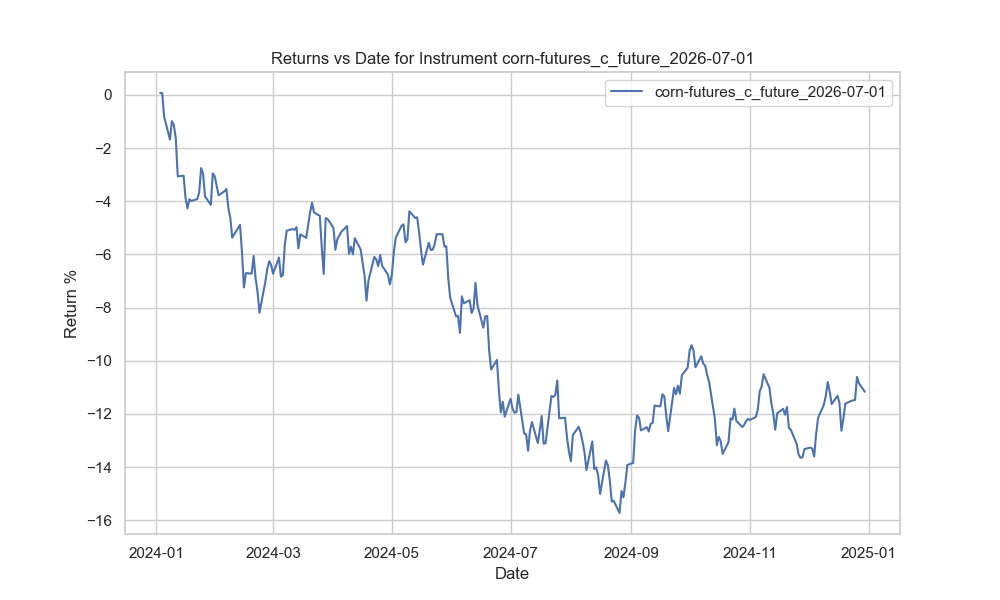 Returns vs Date for Instrument corn-futures_c_future_2026-07-01
corn-futures_c_future_2026-07-01
Return %
0
−2
−4
−6
−8
−10
−12
−14
−16
2024-01 2024-03 2024-05 2024-07 2024-09 2024-11 2025-01
Date